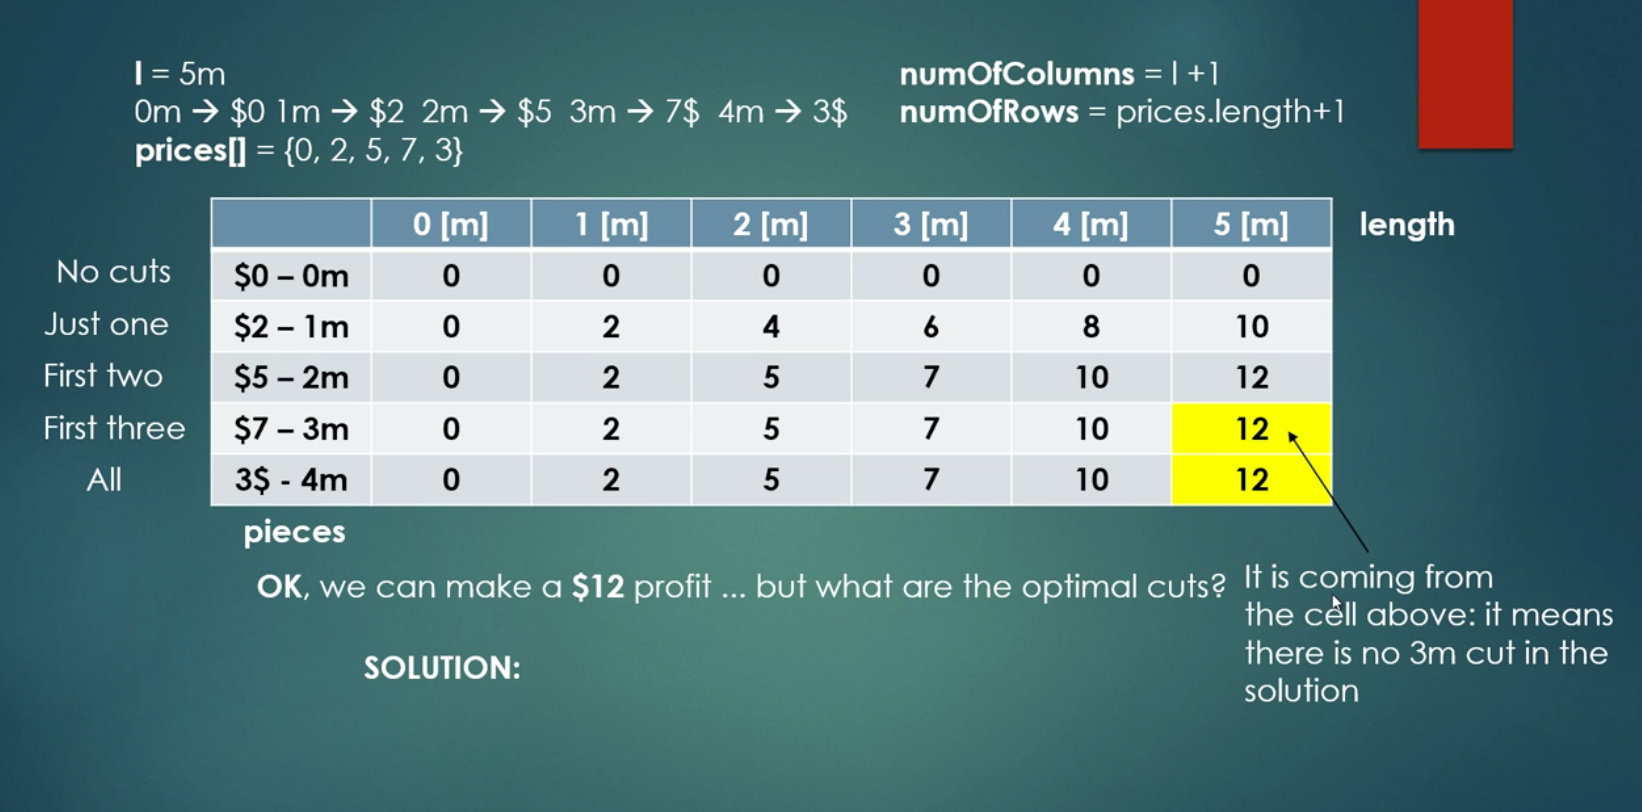 l = 5m
0m → $0 1m → $2 2m → $5 3m → 7$ 4m → 3$
prices[] = {0, 2, 5, 7, 3}
numOfColumns = l +1
numOfRows = prices.length+1
0 [m] 1 [m] 2 [m] 3 [m] 4 [m] 5 [m] length
No cuts $0 – 0m 0 0 0 0 0 0
Just one $2 – 1m 0 2 4 6 8 10
First two $5 – 2m 0 2 5 7 10 12
First three $7 – 3m 0 2 5 7 10 12
All 3$ - 4m 0 2 5 7 10 12
pieces
OK, we can make a $12 profit ... but what are the optimal cuts?
It is coming from
the cell above: it means
there is no 3m cut in the
solution
SOLUTION: